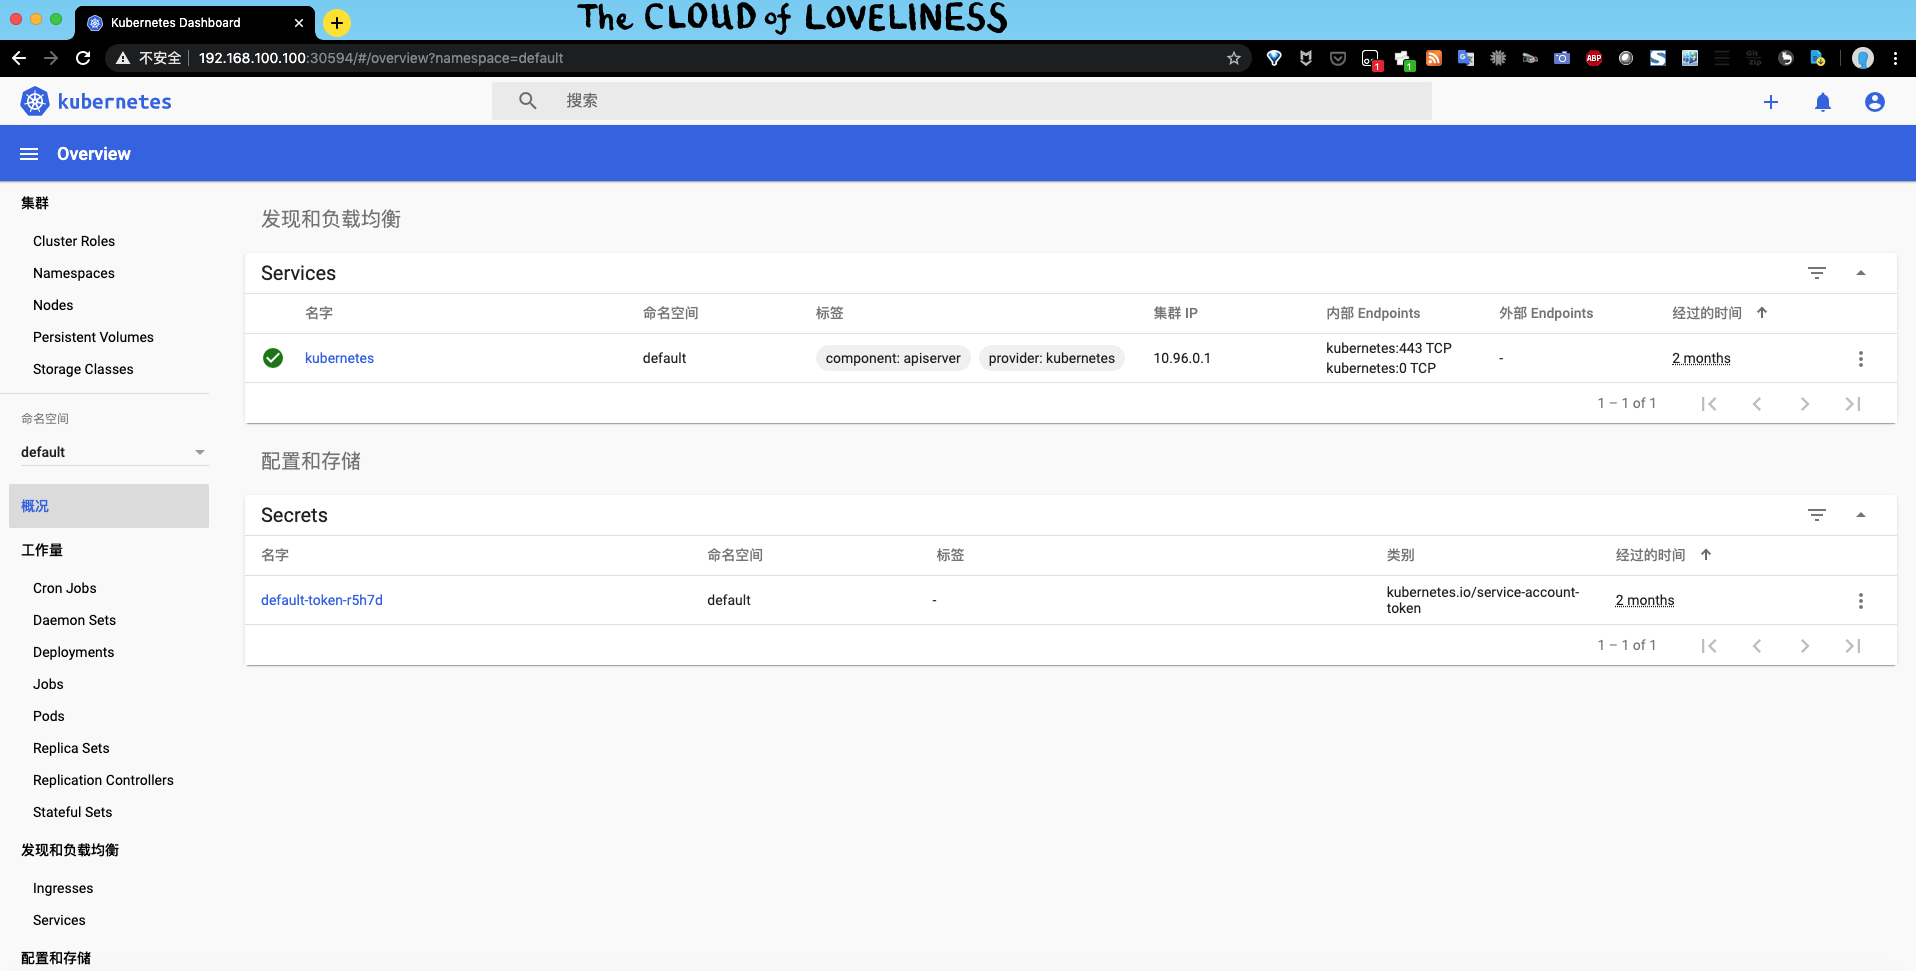 Kubernetes Dashboard
The CLOUD of LOVELINESS
不安全 192.168.100.100:30594/#/overview?namespace=default
1
1
ABP
kubernetes
搜索
Overview
集群
Cluster Roles
Namespaces
Nodes
Persistent Volumes
Storage Classes
命名空间
default
概况
工作量
Cron Jobs
Daemon Sets
Deployments
Jobs
Pods
Replica Sets
Replication Controllers
Stateful Sets
发现和负载均衡
Ingresses
Services
配置和存储
发现和负载均衡
Services
名字 命名空间 标签 集群 IP 内部 Endpoints 外部 Endpoints 经过的时间
kubernetes default component: apiserver provider: kubernetes 10.96.0.1 kubernetes:443 TCP - 2 months
kubernetes:0 TCP
1 – 1 of 1
配置和存储
Secrets
名字 命名空间 标签 类别 经过的时间
default-token-r5h7d default - kubernetes.io/service-account- 2 months
token
1 – 1 of 1